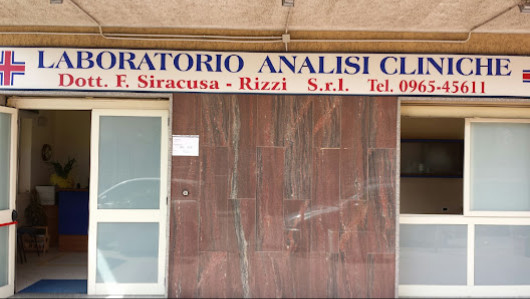 LABORATORIO ANALISI CLINICHE
Dott. F. Siracusa - Rizzi S.r.l. Tel. 0965-45611